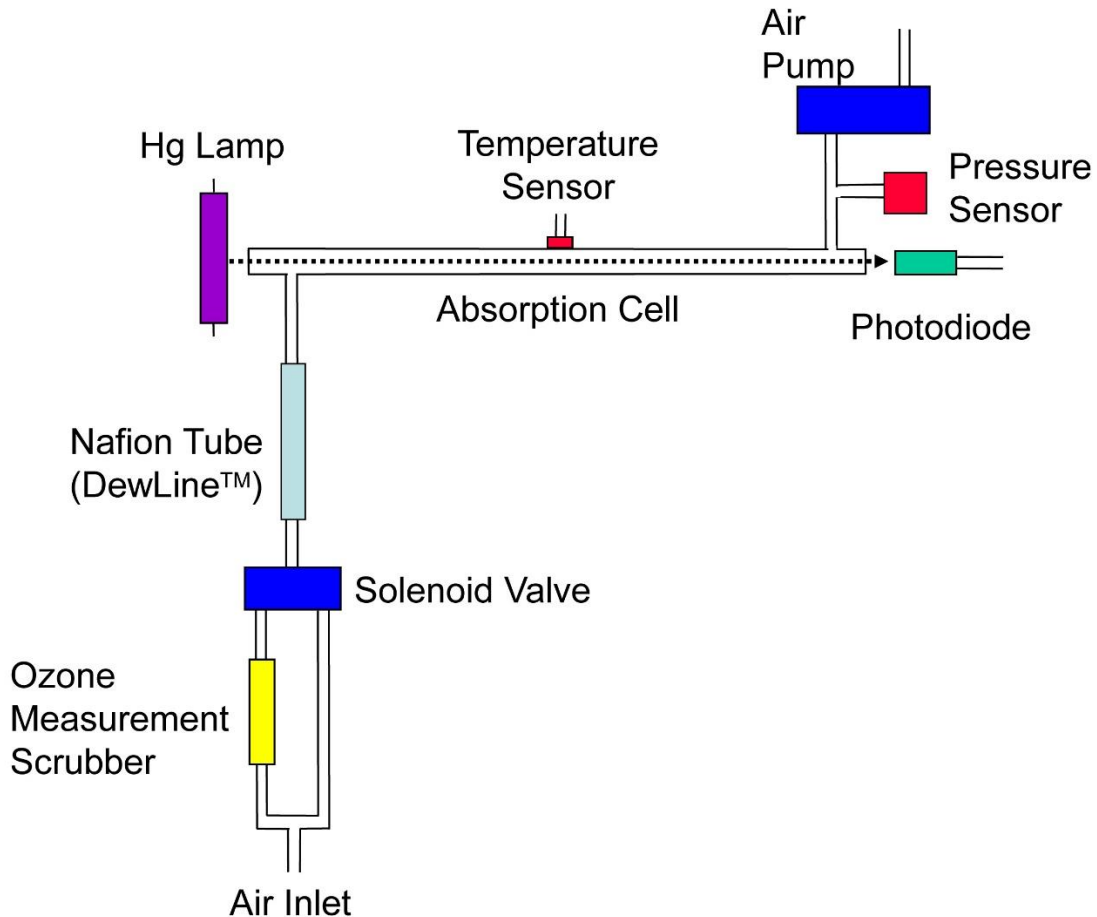 Air
Pump
Hg Lamp
Temperature
Sensor
Pressure
Sensor
Absorption Cell
Photodiode
Nafion Tube
(DewLine™)
Solenoid Valve
Ozone
Measurement
Scrubber
Air Inlet